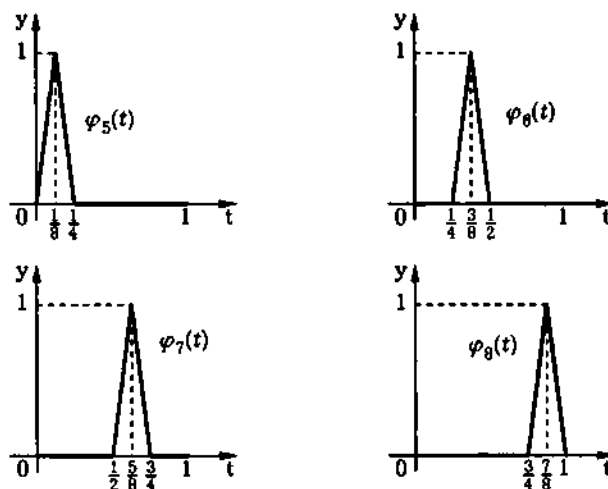 y
1
φ₅(t)
0 1/8 1/4 1 t
y
1
φ₆(t)
0 1/4 3/8 1/2 1 t
y
1
φ₇(t)
0 1/2 5/8 3/4 1 t
y
1
φ₈(t)
0 3/4 7/8 1 t